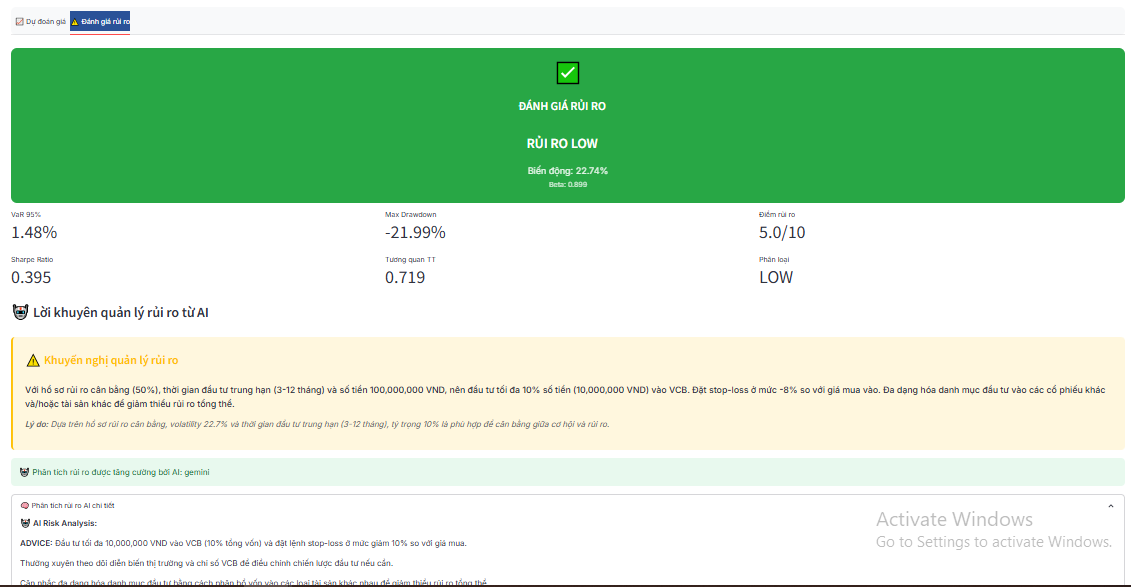 Dự đoán giá
Đánh giá rủi ro
ĐÁNH GIÁ RỦI RO
RỦI RO LOW
Biến động: 22.74%
Beta: 0.899
VaR 95%
1.48%
Max Drawdown
-21.99%
Điểm rủi ro
5.0/10
Sharpe Ratio
0.395
Tương quan TT
0.719
Phân loại
LOW
Lời khuyên quản lý rủi ro từ AI
Khuyến nghị quản lý rủi ro
Với hồ sơ rủi ro cân bằng (50%), thời gian đầu tư trung hạn (3-12 tháng) và số tiền 100,000,000 VND, nên đầu tư tối đa 10% số tiền (10,000,000 VND) vào VCB. Đặt stop-loss ở mức -8% so với giá mua vào. Đa dạng hóa danh mục đầu tư vào các cổ phiếu khác
và/hoặc tài sản khác để giảm thiểu rủi ro tổng thể.
Lý do: Dựa trên hồ sơ rủi ro cân bằng, volatility 22.7% và thời gian đầu tư trung hạn (3-12 tháng), tỷ trọng 10% là phù hợp để cân bằng giữa cơ hội và rủi ro.
Phân tích rủi ro được tăng cường bởi AI: gemini
Phân tích rủi ro AI chi tiết
AI Risk Analysis:
ADVICE: Đầu tư tối đa 10,000,000 VND vào VCB (10% tổng vốn) và đặt lệnh stop-loss ở mức giảm 10% so với giá mua.
Thường xuyên theo dõi diễn biến thị trường và chỉ số VCB để điều chỉnh chiến lược đầu tư nếu cần.
Cân nhắc đa dạng hóa danh mục đầu tư bằng cách phân bổ vốn vào các loại tài sản khác nhau để giảm thiểu rủi ro tổng thể.
Activate Windows
Go to Settings to activate Windows.